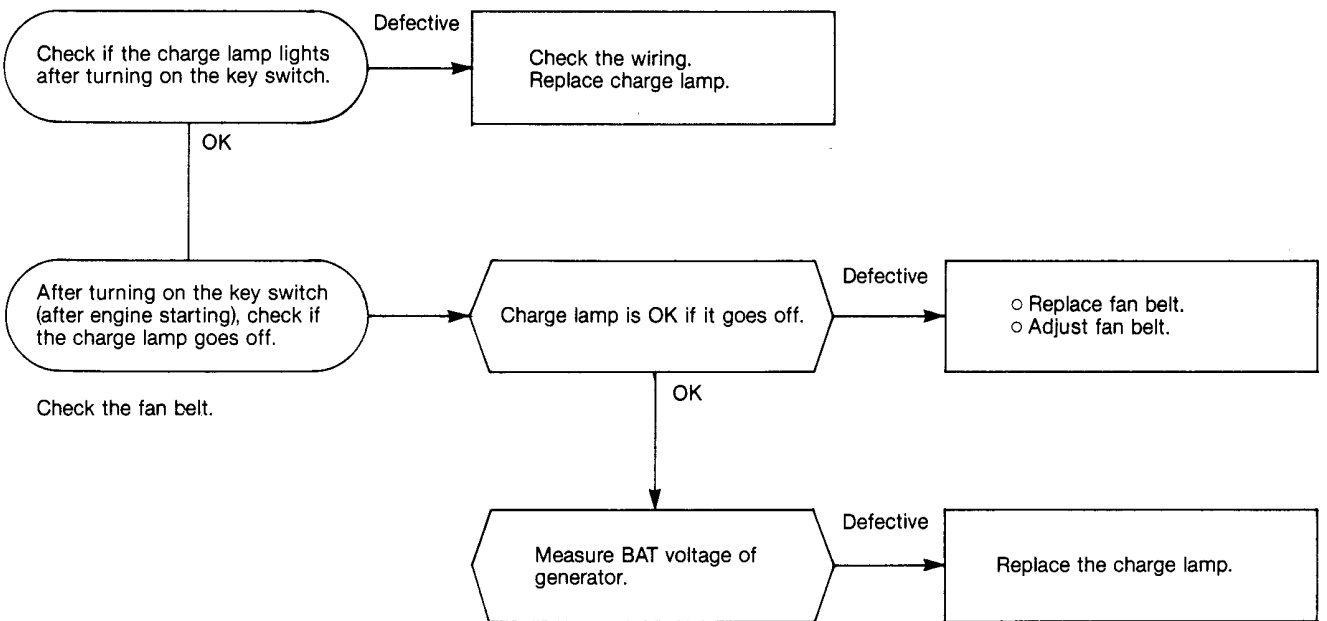 Defective
Check if the charge lamp lights
after turning on the key switch.
Check the wiring.
Replace charge lamp.
OK
After turning on the key switch
(after engine starting), check if
the charge lamp goes off.
Charge lamp is OK if it goes off.
Defective
○ Replace fan belt.
○ Adjust fan belt.
Check the fan belt.
OK
Measure BAT voltage of
generator.
Defective
Replace the charge lamp.